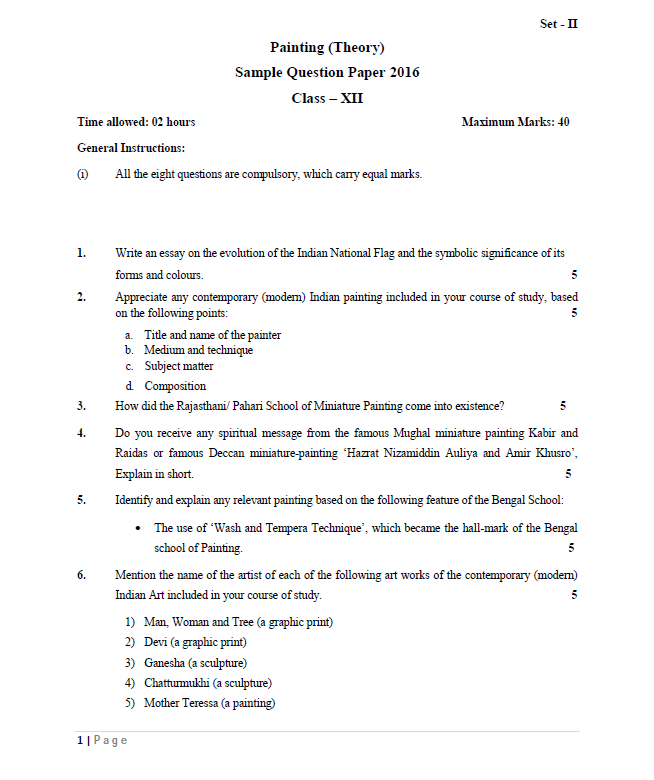 Set - II
Painting (Theory)
Sample Question Paper 2016
Class – XII
Time allowed: 02 hours Maximum Marks: 40
General Instructions:
(i) All the eight questions are compulsory, which carry equal marks.
1. Write an essay on the evolution of the Indian National Flag and the symbolic significance of its
forms and colours. 5
2. Appreciate any contemporary (modern) Indian painting included in your course of study, based
on the following points: 5
a. Title and name of the painter
b. Medium and technique
c. Subject matter
d. Composition
3. How did the Rajasthani/ Pahari School of Miniature Painting come into existence? 5
4. Do you receive any spiritual message from the famous Mughal miniature painting Kabir and
Raidas or famous Deccan miniature-painting ‘Hazrat Nizamiddin Auliya and Amir Khusro’,
Explain in short. 5
5. Identify and explain any relevant painting based on the following feature of the Bengal School:
• The use of ‘Wash and Tempera Technique’, which became the hall-mark of the Bengal
school of Painting. 5
6. Mention the name of the artist of each of the following art works of the contemporary (modern)
Indian Art included in your course of study. 5
1) Man, Woman and Tree (a graphic print)
2) Devi (a graphic print)
3) Ganesha (a sculpture)
4) Chatturmukhi (a sculpture)
5) Mother Teressa (a painting)
1 | Page